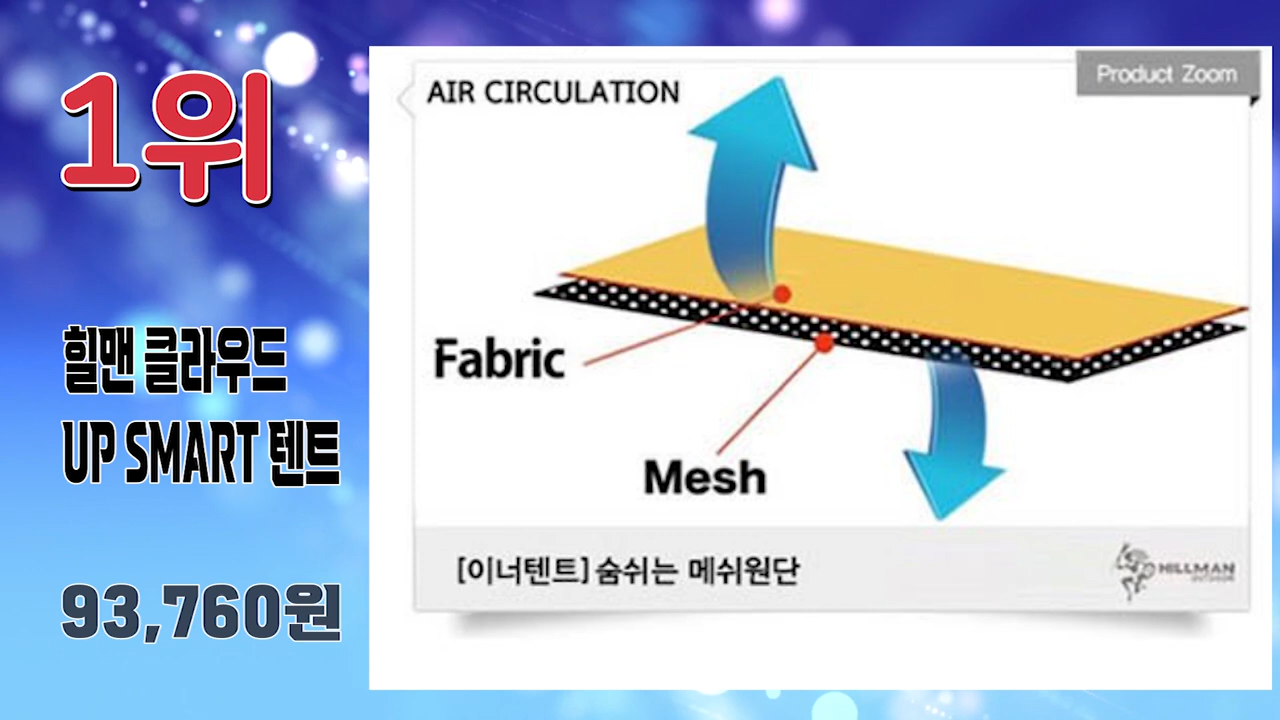 1위
힐맨 클라우드
UP SMART 텐트
93,760원
AIR CIRCULATION
Product Zoom
Fabric
Mesh
[이너텐트] 숨쉬는 메쉬원단
HILLMAN
OUTDOOR